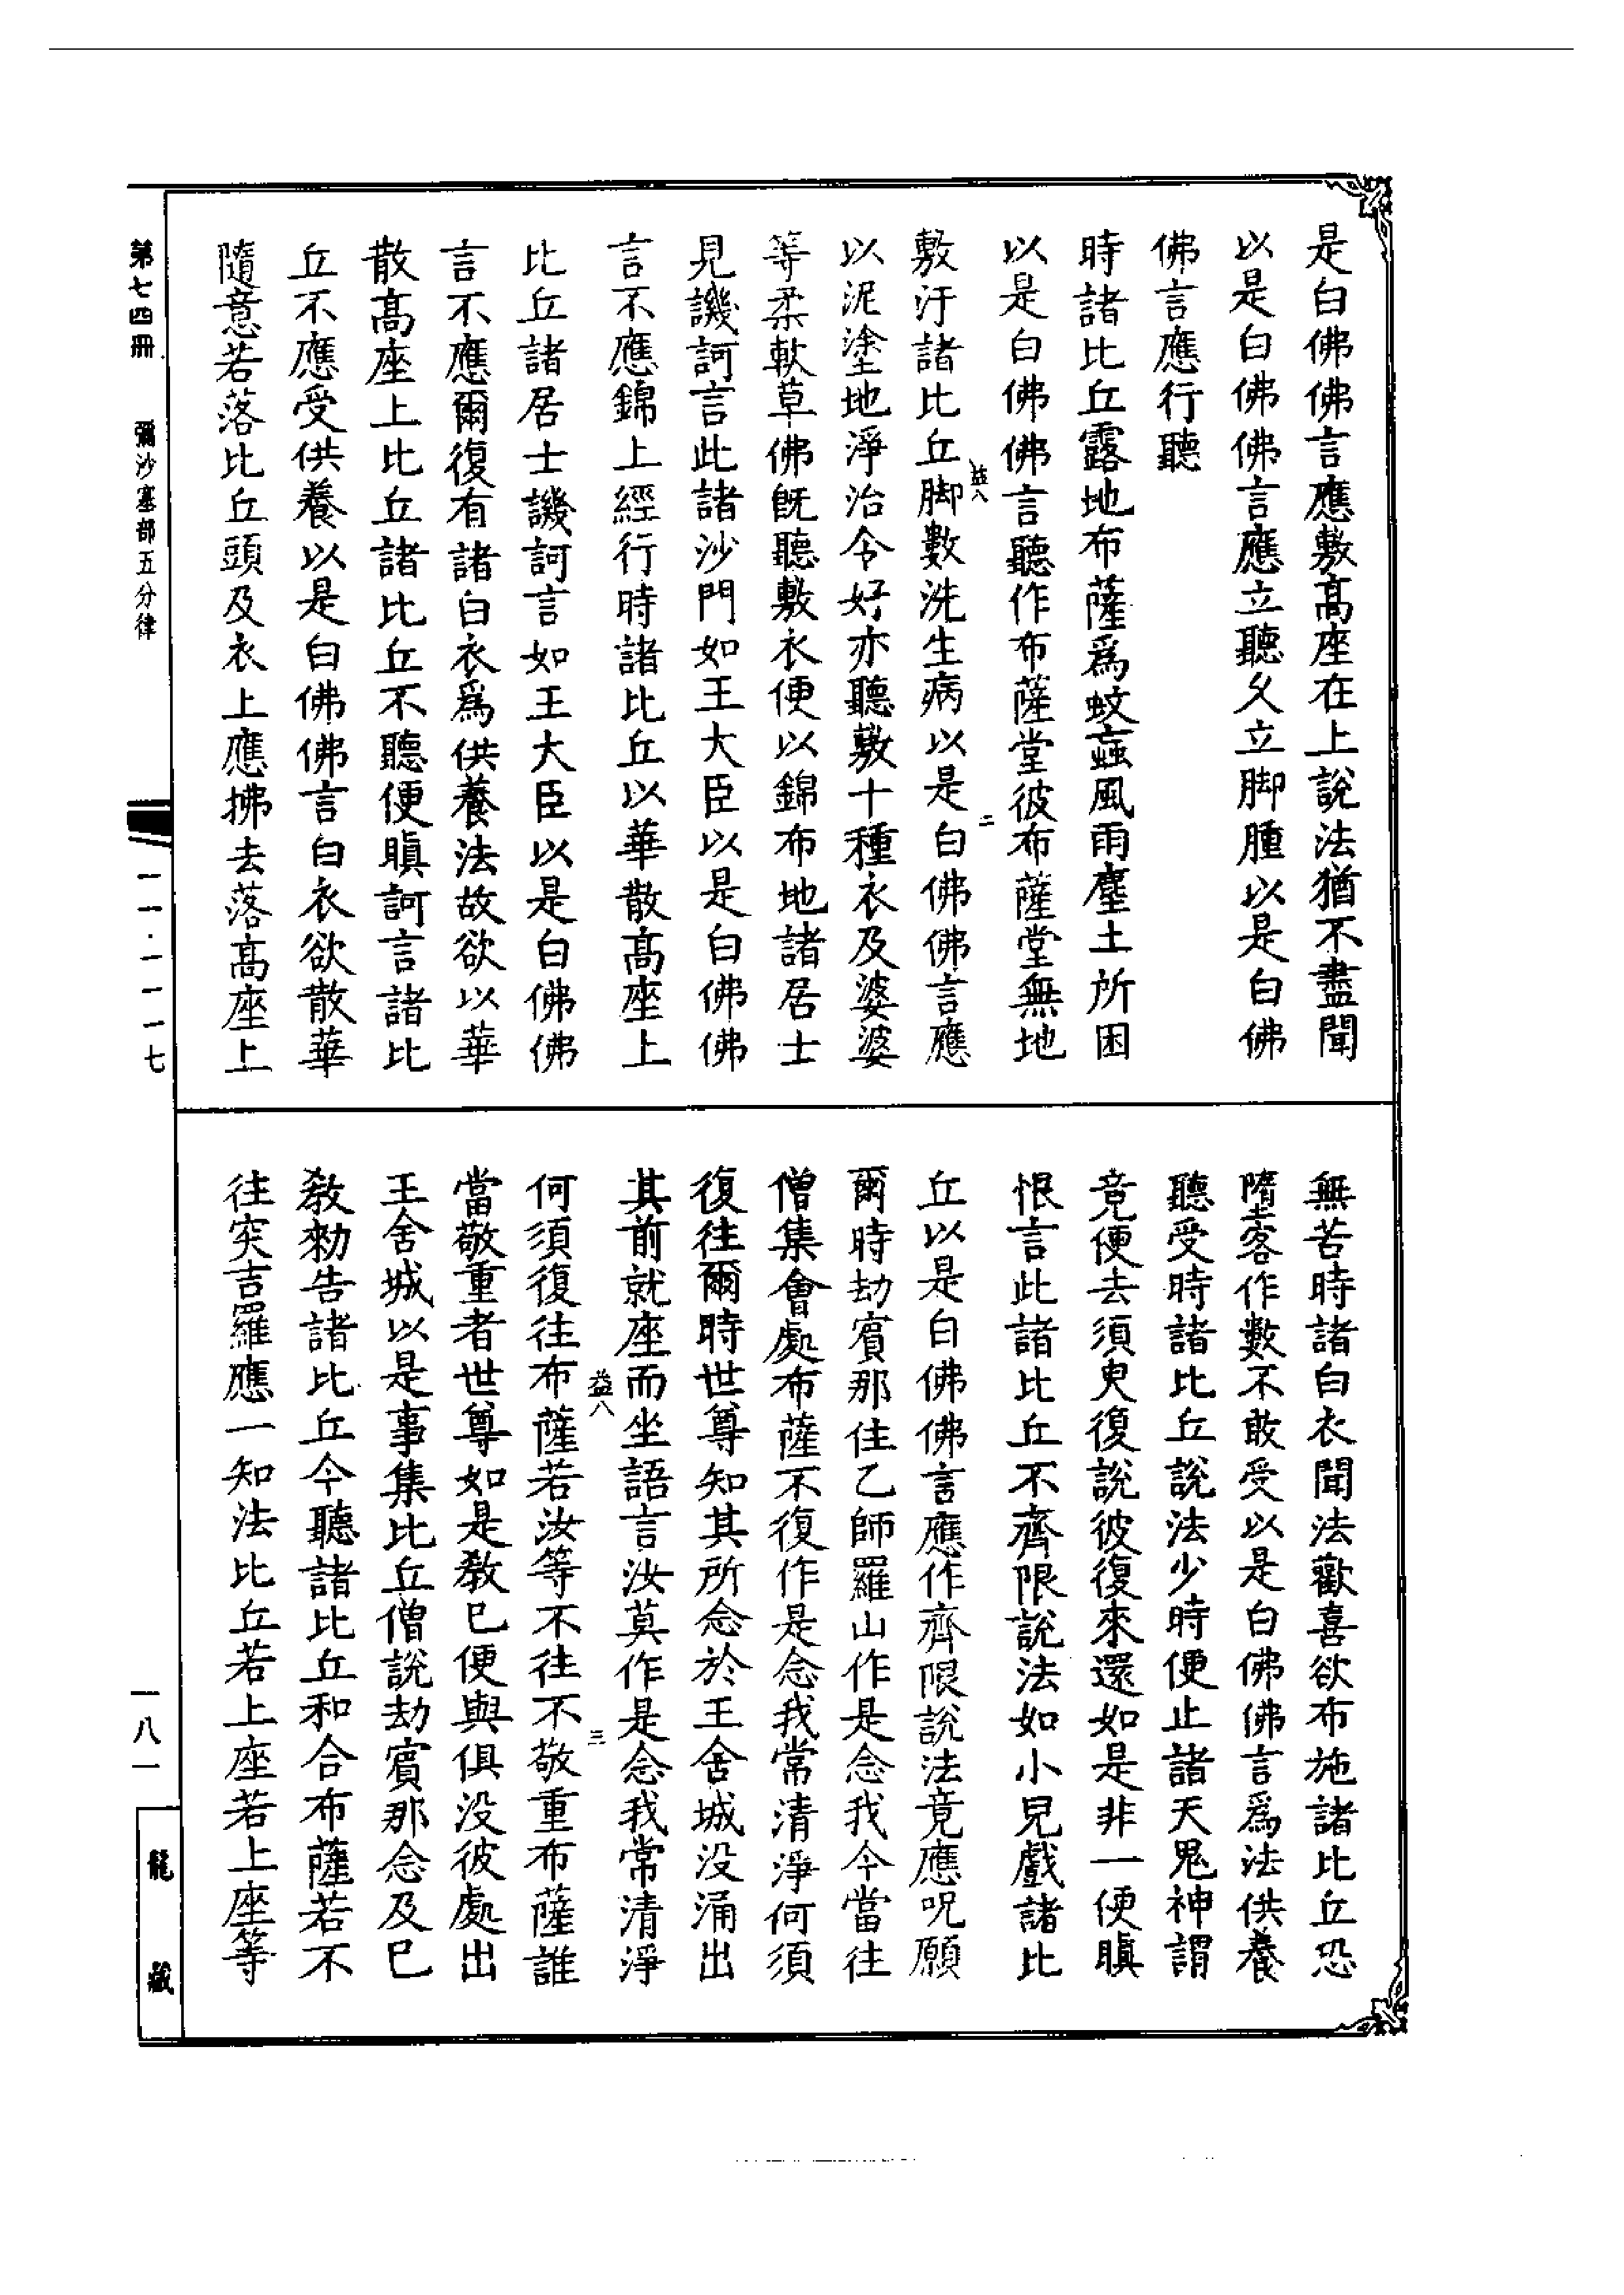 是白佛佛言應敷高座在上說法猶不盡聞
以是白佛佛言應立聽久立脚腫以是白佛
佛言應行聽
時諸比丘露地布薩爲蚊䖟風雨塵土所困
以是白佛佛言聽作布薩堂彼布薩堂無地
益八
二
敷汙諸比丘脚數洗生病以是白佛佛言應
以泥塗地淨治令好亦聽敷十種衣及婆婆
等柔軟草佛旣聽敷衣便以錦布地諸居士
見譏訶言此諸沙門如王大臣以是白佛佛
言不應錦上經行時諸比丘以華散高座上
比丘諸居士譏訶言如王大臣以是白佛佛
言不應爾復有諸白衣爲供養法故欲以華
散高座上比丘諸比丘不聽便瞋訶言諸比
丘不應受供養以是白佛佛言白衣欲散華
隨意若落比丘頭及衣上應拂去落高座上
無苦時諸白衣聞法歡喜欲布施諸比丘恐
墮客作數不敢受以是白佛佛言爲法供養
聽受時諸比丘說法少時便止諸天鬼神謂
竟便去須臾復說彼復來還如是非一便瞋
恨言此諸比丘不齊限說法如小兒戲諸比
丘以是白佛佛言應作齊限說法竟應呪願
爾時劫賓那住乙師羅山作是念我今當往
僧集會處布薩不復作是念我常清淨何須
復往爾時世尊知其所念於王舍城没涌出
其前就座而坐語言汝莫作是念我常清淨
益八
三
何須復往布薩若汝等不往不敬重布薩誰
當敬重者世尊如是敎已便與俱没彼處出
王舍城以是事集比丘僧說劫賓那念及已
敎勑告諸比丘今聽諸比丘和合布薩若不
往突吉羅應一知法比丘若上座若上座等
第七四冊
彌沙塞部五分律
一一·一一一七
一八一
龍藏